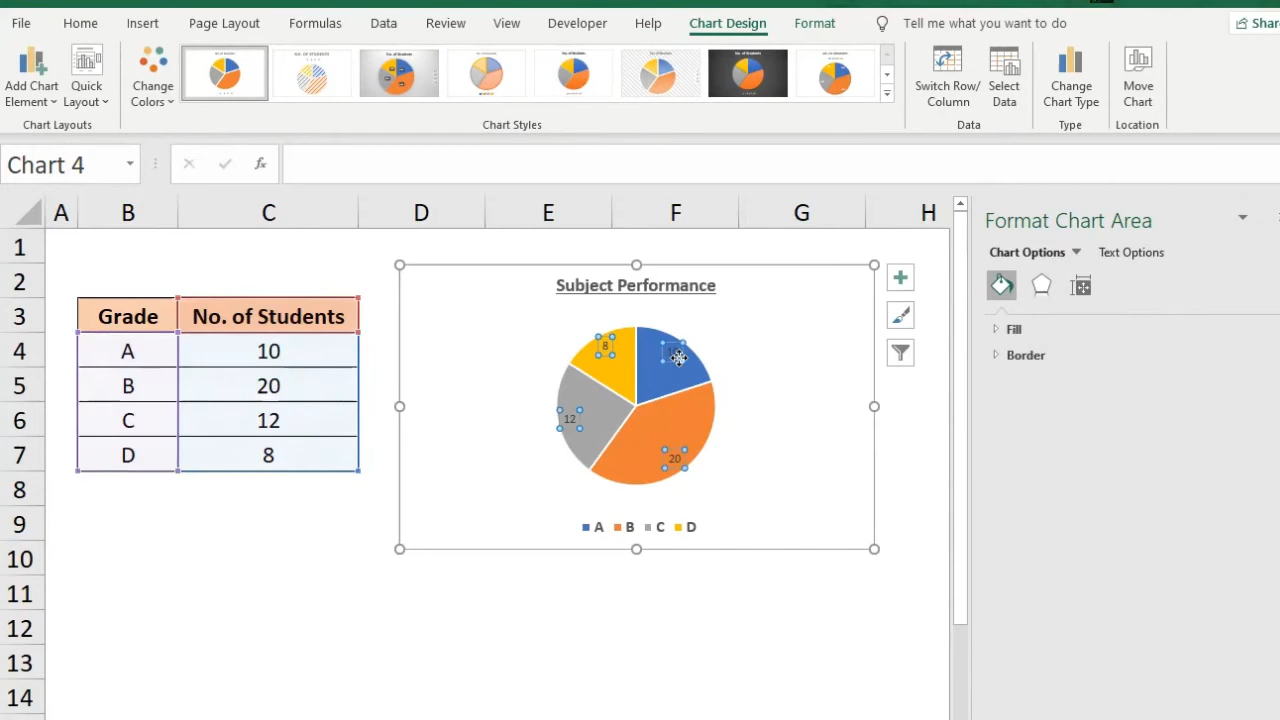 File Home Insert Page Layout Formulas Data Review View Developer Help Chart Design Format Tell me what you want to do Shar
Add Chart
Element
Quick
Layout
Change
Colors
Switch Row/
Column
Select
Data
Change
Chart Type
Move
Chart
Chart Layouts Chart Styles Data Type Location
Chart 4 fx
A B C D E F G H
Format Chart Area
Chart Options Text Options
Fill
Border
1
2
3 Grade No. of Students
4 A 10
5 B 20
6 C 12
7 D 8
8
9
10
11
12
13
14
Subject Performance
8
12
20
A B C D